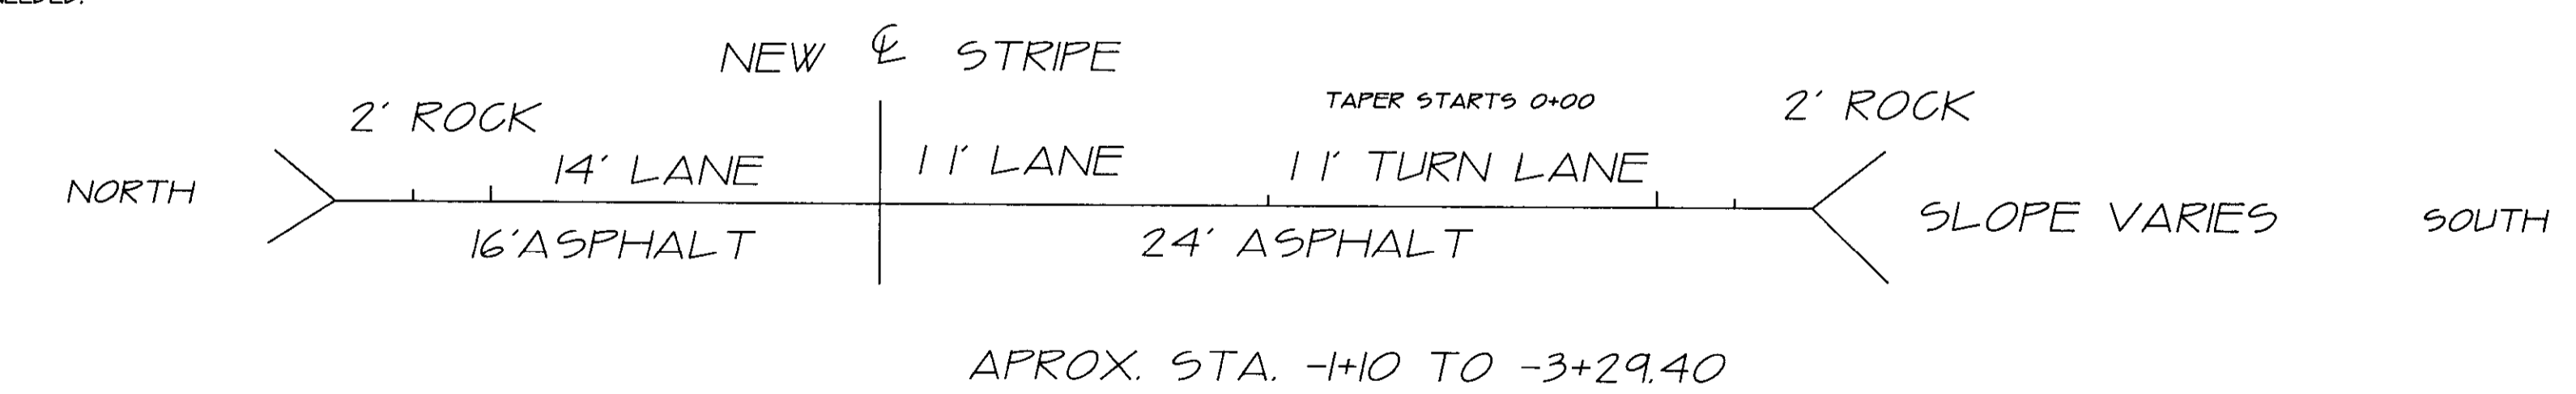 NEEDED.
NEW ℄ STRIPE
TAPER STARTS 0+00
2' ROCK
2' ROCK
14' LANE
11' LANE
11' TURN LANE
NORTH
SLOPE VARIES
SOUTH
16'ASPHALT
24' ASPHALT
APROX. STA. -1+10 TO -3+29.40